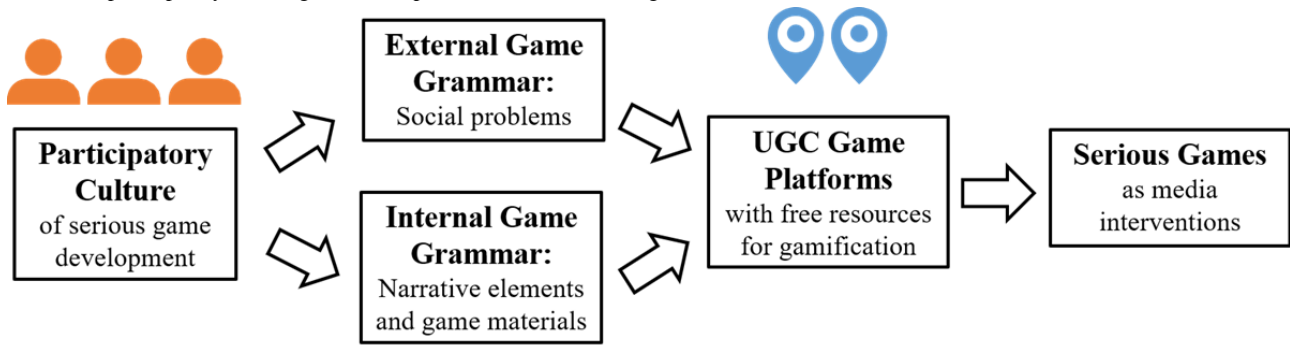 Participatory
Culture
of serious game
development
External Game
Grammar:
Social problems
Internal Game
Grammar:
Narrative elements
and game materials
UGC Game
Platforms
with free resources
for gamification
Serious Games
as media
interventions